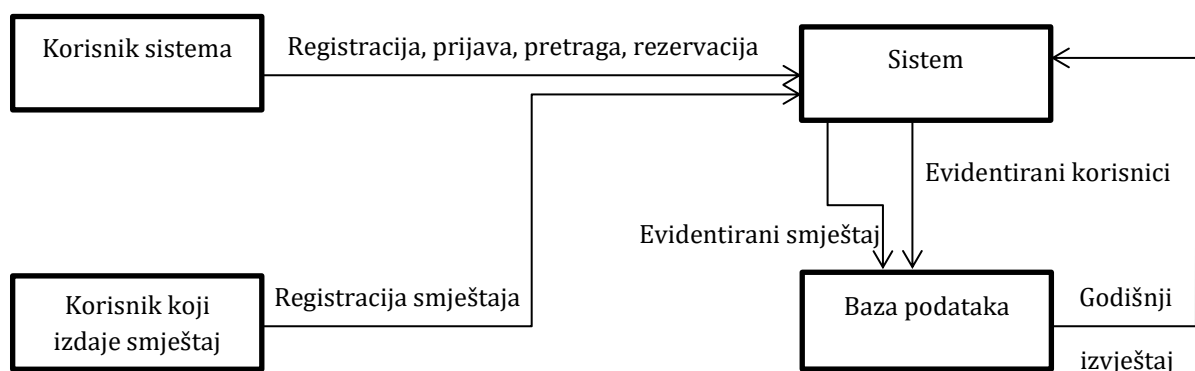 Korisnik sistema
Registracija, prijava, pretraga, rezervacija
Sistem
Evidentirani korisnici
Evidentirani smještaj
Korisnik koji
izdaje smještaj
Registracija smještaja
Baza podataka
Godišnji
izvještaj